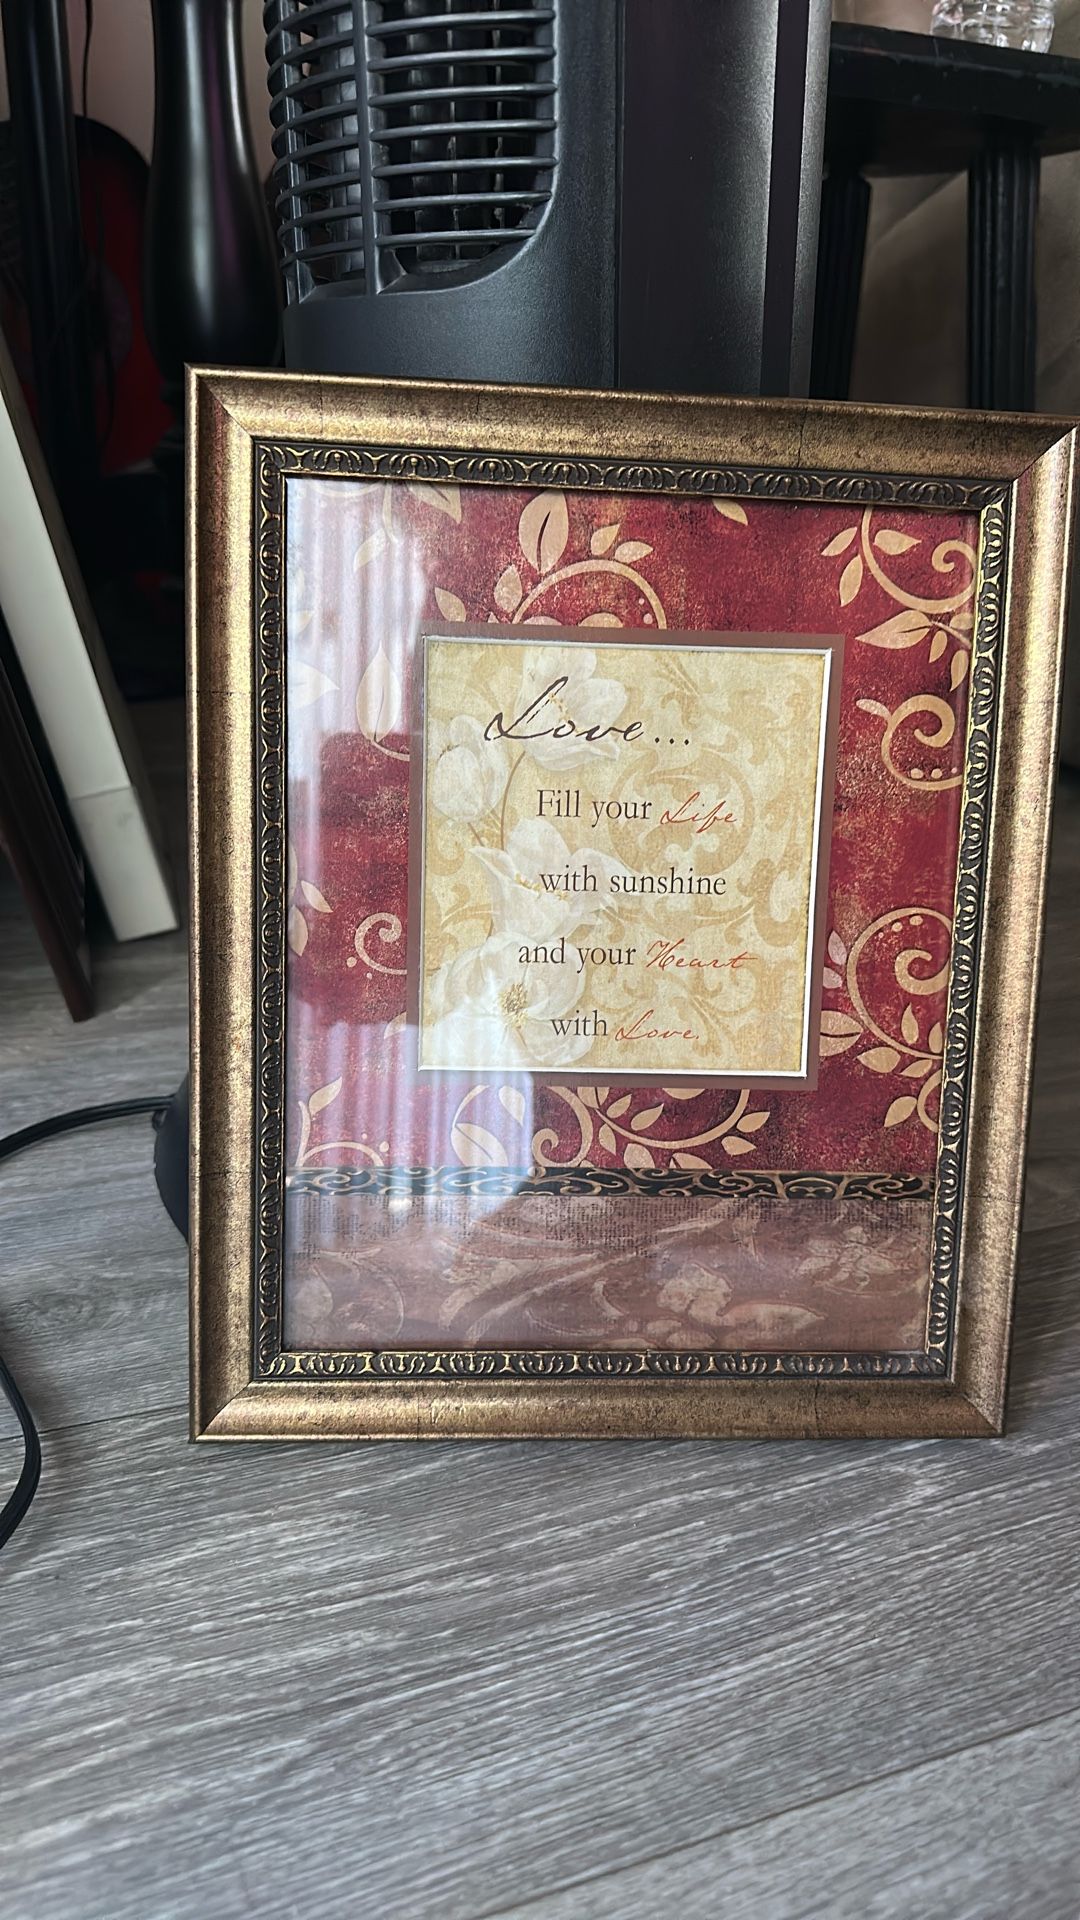 Love...
Fill your Life
with sunshine
and your Heart
with Love.